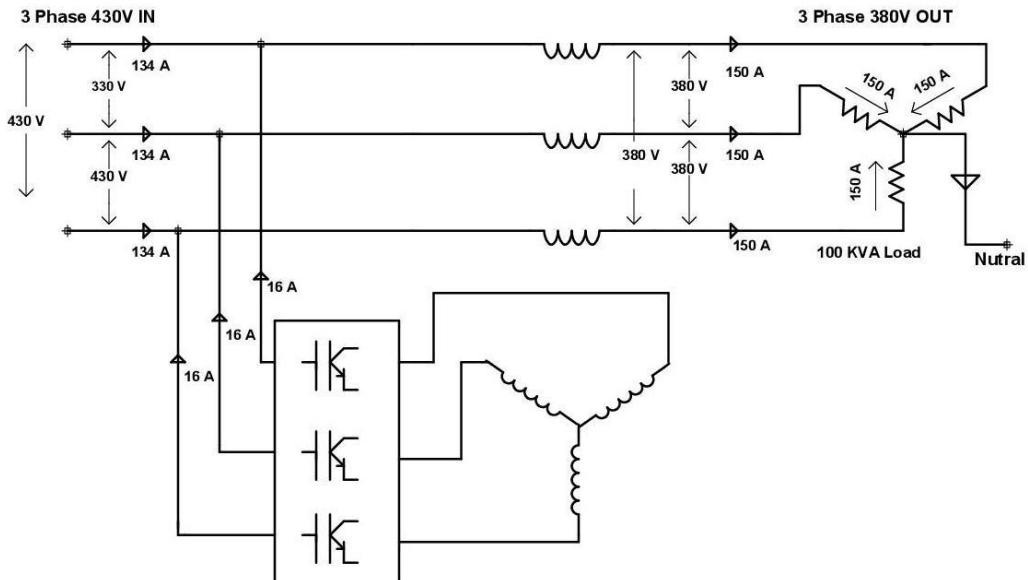 3 Phase 430V IN
3 Phase 380V OUT
134 A
150 A
330 V
380 V
150 A
150 A
430 V
134 A
380 V
150 A
430 V
380 V
150 A
134 A
150 A
100 KVA Load
Nutral
16 A
16 A
16 A